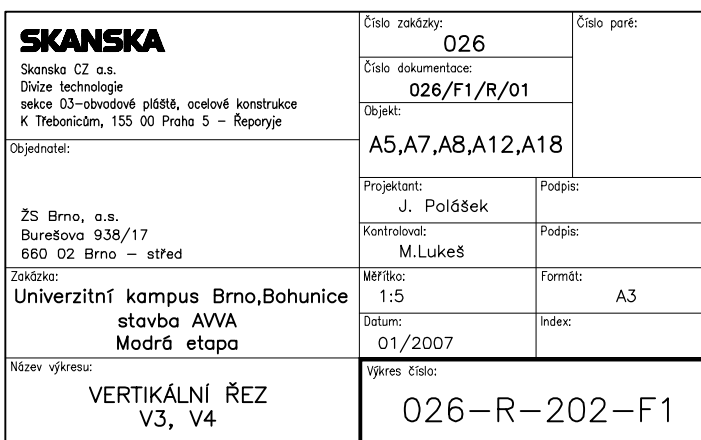 SKANSKA
Skanska CZ a.s.
Divize technologie
sekce 03-obvodové pláště, ocelové konstrukce
K Třebonicům, 155 00 Praha 5 - Řeporyje
Číslo zakázky:
026
Číslo paré:
Číslo dokumentace:
026/F1/R/01
Objekt:
A5,A7,A8,A12,A18
Objednatel:
ŽS Brno, a.s.
Burešova 938/17
660 02 Brno - střed
Projektant:
J. Polášek
Podpis:
Kontroloval:
M.Lukeš
Podpis:
Zakázka:
Univerzitní kampus Brno,Bohunice
stavba AVVA
Modrá etapa
Měřítko:
1:5
Formát:
A3
Datum:
01/2007
Index:
Název výkresu:
VERTIKÁLNÍ ŘEZ
V3, V4
Výkres číslo:
026-R-202-F1